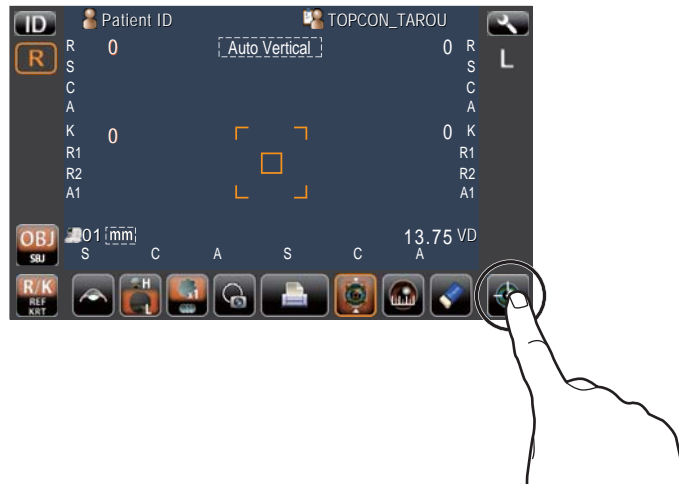 ID Patient ID TOPCON_TAROU
R R 0 Auto Vertical 0 R L
S S
C C
A A
K 0 0 K
R1 R1
R2 R2
A1 A1
OBJ 01 mm 13.75 VD
SBJ S C A S C A
R/K H
REF L
KRT